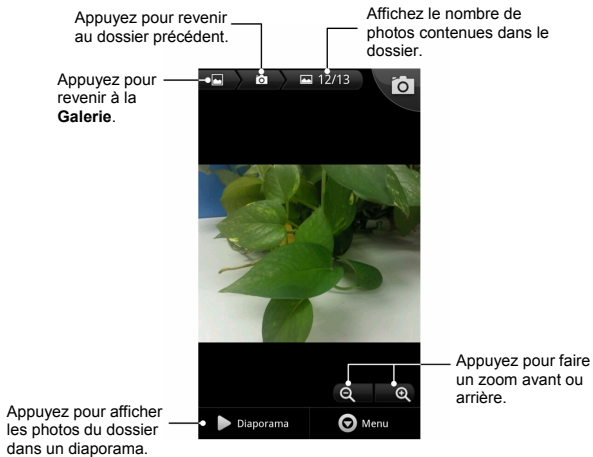 Appuyez pour revenir
au dossier précédent.
Affichez le nombre de
photos contenues dans le
dossier.
Appuyez pour
revenir à la
Galerie.
12/13
Appuyez pour faire
un zoom avant ou
arrière.
Appuyez pour afficher
les photos du dossier
dans un diaporama.
Diaporama
Menu